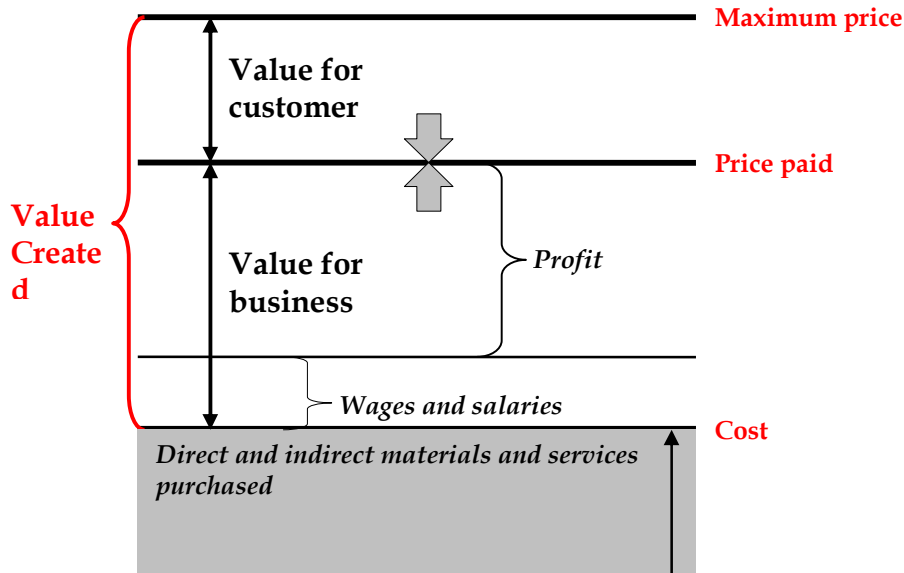 Maximum price
Value for
customer
Price paid
Value
Create
d
Profit
Value for
business
Wages and salaries
Cost
Direct and indirect materials and services
purchased